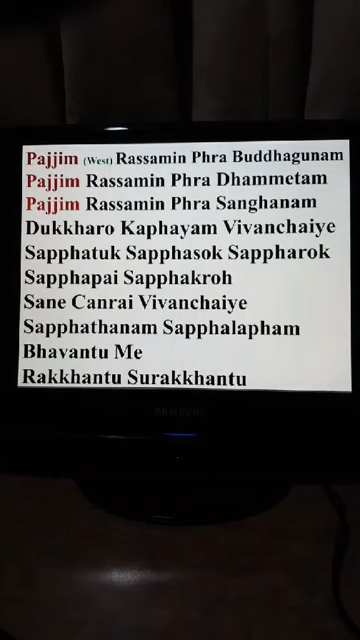 Pajjim (West) Rassamin Phra Buddhagunam
Pajjim Rassamin Phra Dhammetam
Pajjim Rassamin Phra Sanghanam
Dukkharo Kaphayam Vivanchaiye
Sapphatuk Sapphasok Sappharok
Sapphapai Sapphakroh
Sane Canrai Vivanchaiye
Sapphathanam Sapphalapham
Bhavantu Me
Rakkhantu Surakkhantu
SAMSUNG